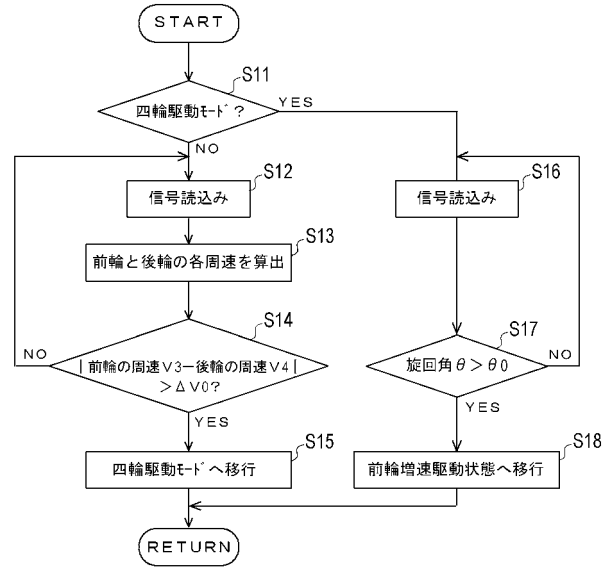 START
S11
四輪駆動モード?
YES
NO
S12
信号読込み
S16
信号読込み
S13
前輪と後輪の各周速を算出
S14
NO
|前輪の周速V3ー後輪の周速V4|
>ΔV0?
YES
S17
旋回角θ>θ0
NO
YES
S15
四輪駆動モードへ移行
S18
前輪増速駆動状態へ移行
RETURN